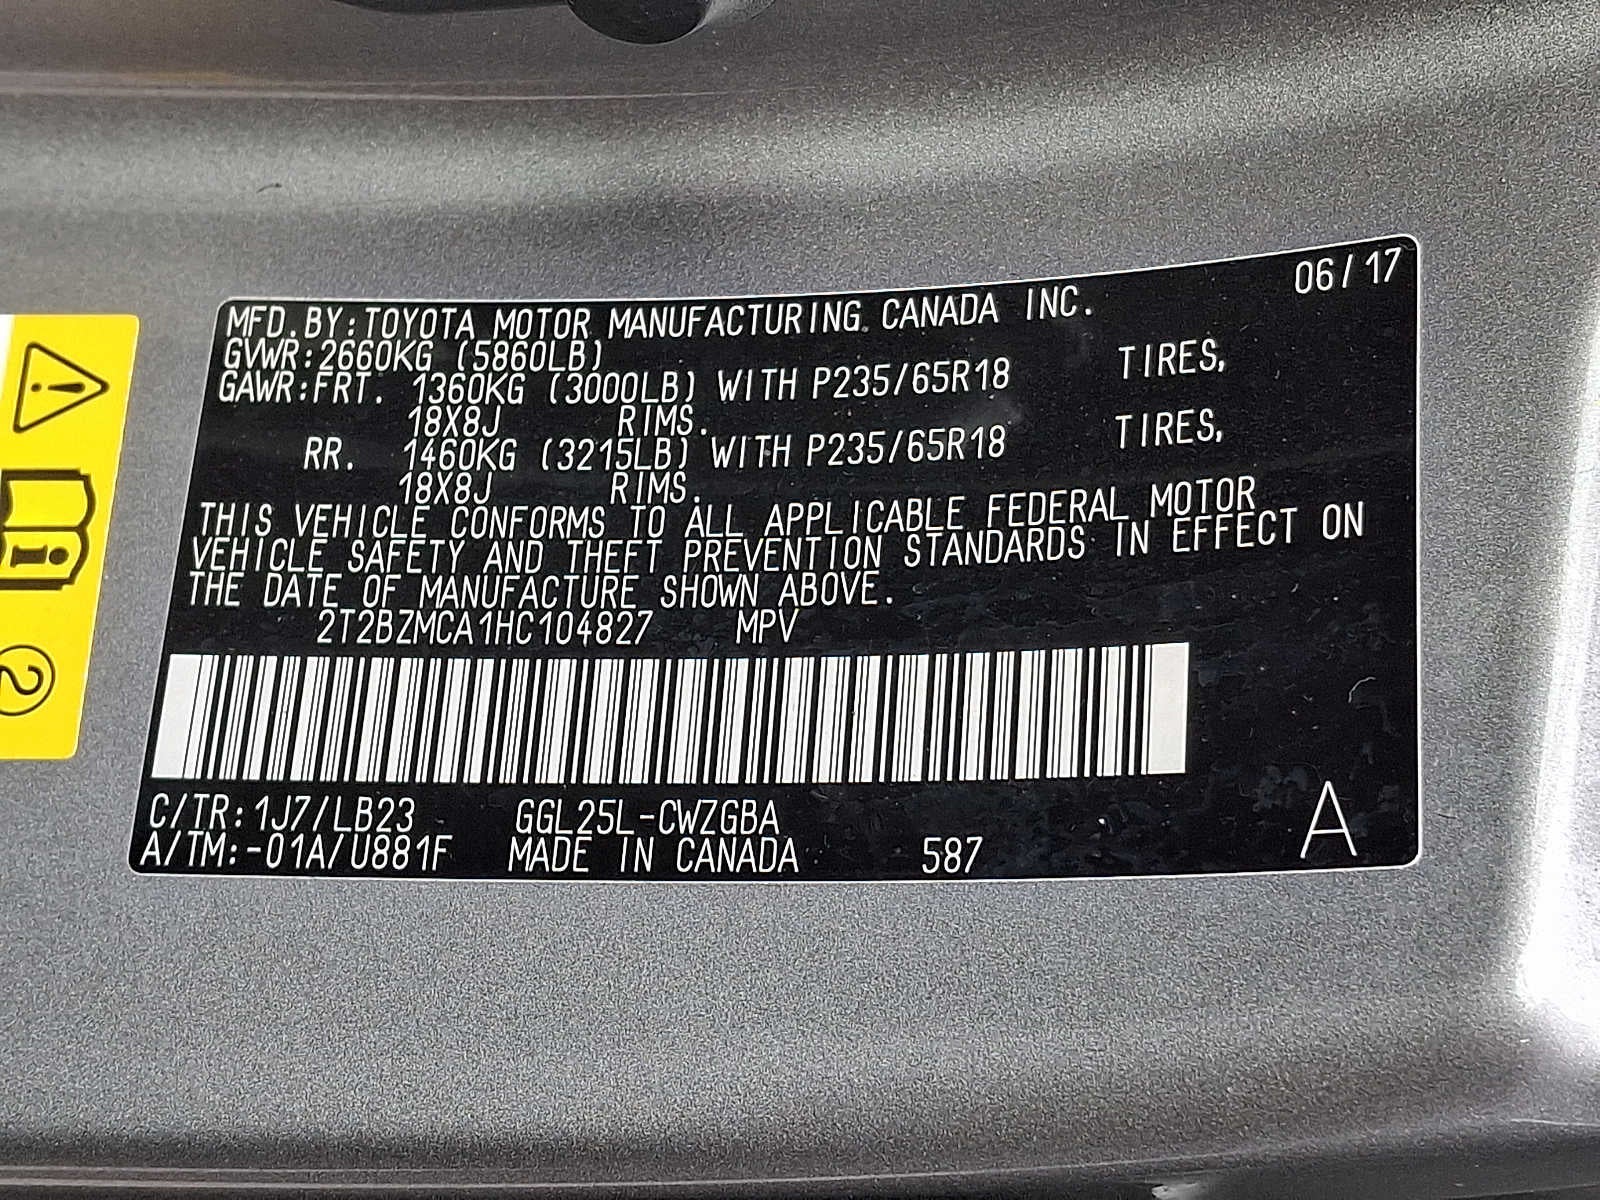 06/17
MFD.BY:TOYOTA MOTOR MANUFACTURING CANADA INC.
GVWR:2660KG (5860LB)
GAWR:FRT. 1360KG (3000LB) WITH P235/65R18 TIRES,
18X8J RIMS.
RR. 1460KG (3215LB) WITH P235/65R18 TIRES,
18X8J RIMS.
THIS VEHICLE CONFORMS TO ALL APPLICABLE FEDERAL MOTOR
VEHICLE SAFETY AND THEFT PREVENTION STANDARDS IN EFFECT ON
THE DATE OF MANUFACTURE SHOWN ABOVE.
2T2BZMCA1HC104827 MPV
C/TR:1J7/LB23 GGL25L-CWZGBA
A/TM:-01A/U881F MADE IN CANADA 587 A
2